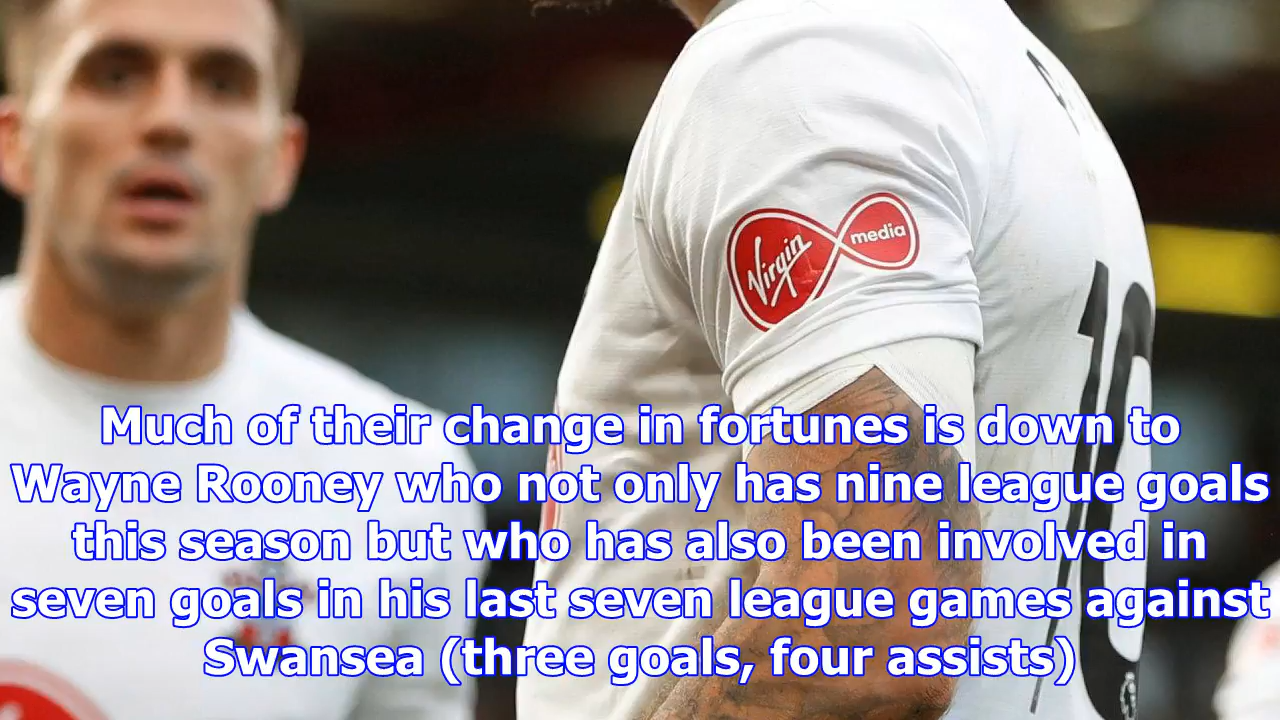 Virgin media
10
Much of their change in fortunes is down to
Wayne Rooney who not only has nine league goals
this season but who has also been involved in
seven goals in his last seven league games against
Swansea (three goals, four assists)